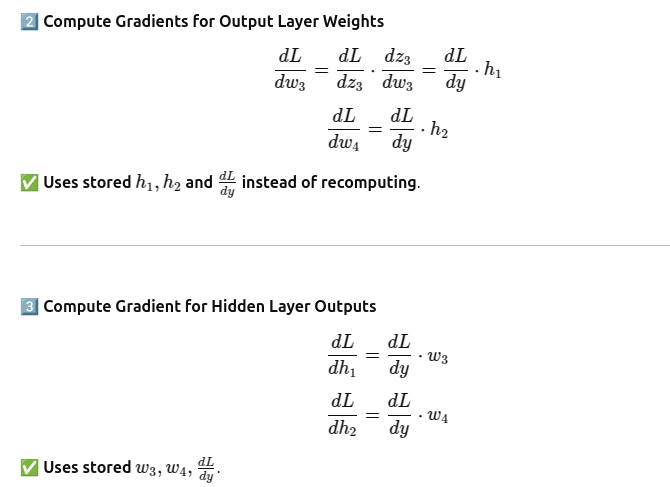 2 Compute Gradients for Output Layer Weights
dL/dw₃ = dL/dz₃ · dz₃/dw₃ = dL/dy · h₁
dL/dw₄ = dL/dy · h₂
✅ Uses stored h₁, h₂ and dL/dy instead of recomputing.
3 Compute Gradient for Hidden Layer Outputs
dL/dh₁ = dL/dy · w₃
dL/dh₂ = dL/dy · w₄
✅ Uses stored w₃, w₄, dL/dy.